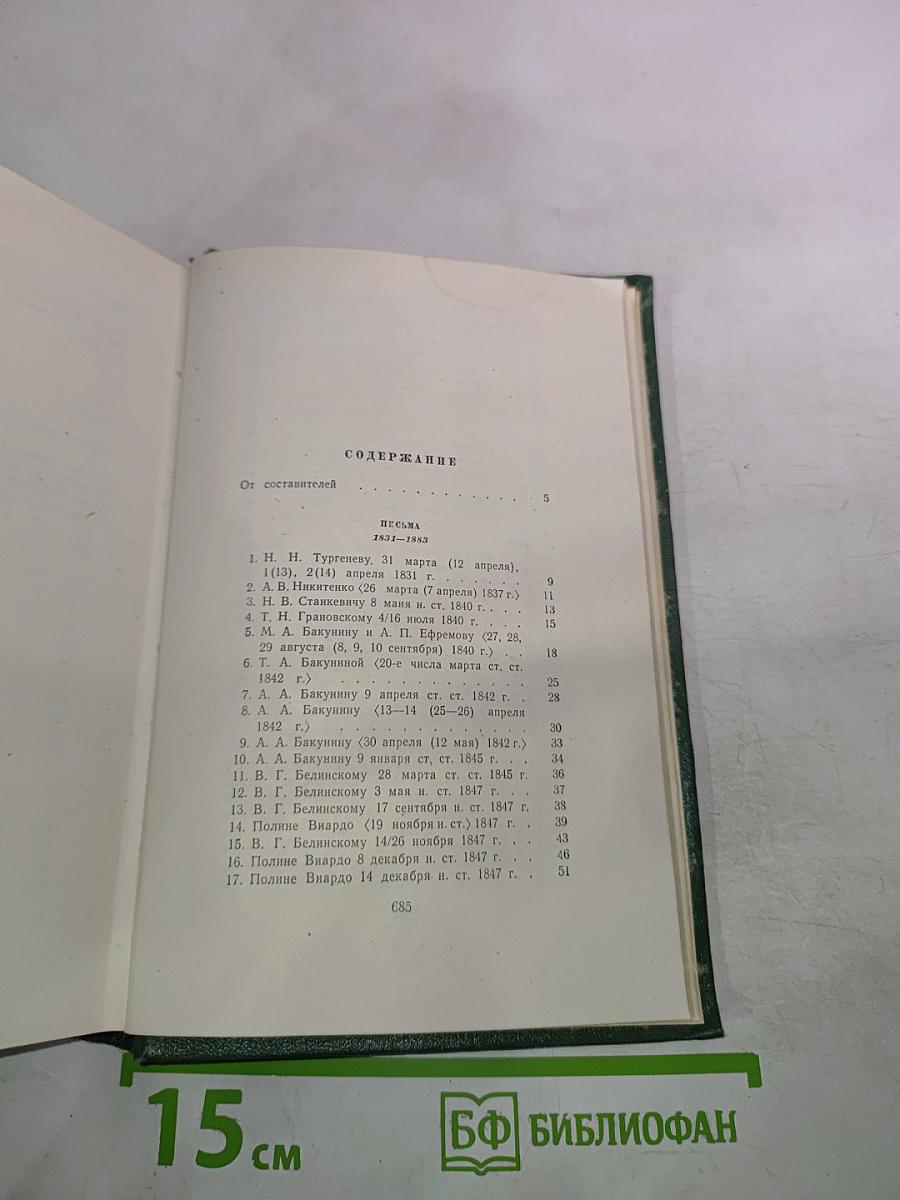 СОДЕРЖАНИЕ
От составителей . . . . . . . . . . . . 5
ПИСЬМА
1831—1883
1. Н. Н. Тургеневу. 31 марта (12 апреля),
1(13), 2(14) апреля 1831 г. . . . . . . 9
2. А. В. Никитенко ⟨26 марта (7 апреля) 1837 г.⟩ 11
3. Н. В. Станкевичу 8 маия н. ст. 1840 г. . . . 13
4. Т. Н. Грановскому 4/16 июля 1840 г. . . . . 15
5. М. А. Бакунину и А. П. Ефремову ⟨27, 28,
29 августа (8, 9, 10 сентября) 1840 г.⟩ . . 18
6. Т. А. Бакуниной ⟨20-е числа марта ст. ст.
1842 г.⟩ . . . . . . . . . . . . . 25
7. А. А. Бакунину 9 апреля ст. ст. 1842 г. . 28
8. А. А. Бакунину ⟨13—14 (25—26) апреля
1842 г.⟩ . . . . . . . . . . . . . 30
9. А. А. Бакунину ⟨30 апреля (12 мая) 1842 г.⟩ 33
10. А. А. Бакунину 9 января ст, ст. 1845 г. . . 34
11. В. Г. Белинскому 28 марта ст. ст. 1845 г. 36
12. В. Г. Белинскому 3 мая н. ст. 1847 г. . . 37
13. В. Г. Белинскому 17 сентября н. ст. 1847 г. 38
14. Полине Виардо ⟨19 ноября н. ст.⟩ 1847 г. . 39
15. В. Г. Белинскому 14/26 ноября 1847 г. . . 43
16. Полине Виардо 8 декабря н. ст. 1847 г. . . 46
17. Полине Виардо 14 декабря н. ст. 1847 г. . 51
685
15 см
БФ БИБЛИОФАН